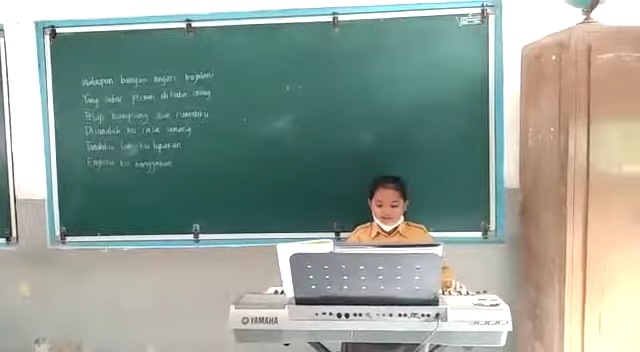 Walaupun banyak negeri kujalani
Yang
permai dikata orang
Tetapi kampung dan rumahku
Disanalah ku rasa senang
Tanahku tak ku lupakan
Engkau ku banggakan
YAMAHA